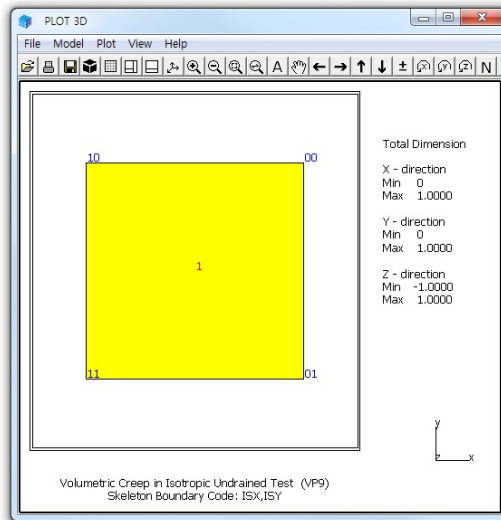 PLOT 3D
File Model Plot View Help
A ± X Y Z N
10 00
1
11 01
Total Dimension
X - direction
Min 0
Max 1.0000
Y - direction
Min 0
Max 1.0000
Z - direction
Min -1.0000
Max 1.0000
y
z x
Volumetric Creep in Isotropic Undrained Test (VP9)
Skeleton Boundary Code: ISX,ISY